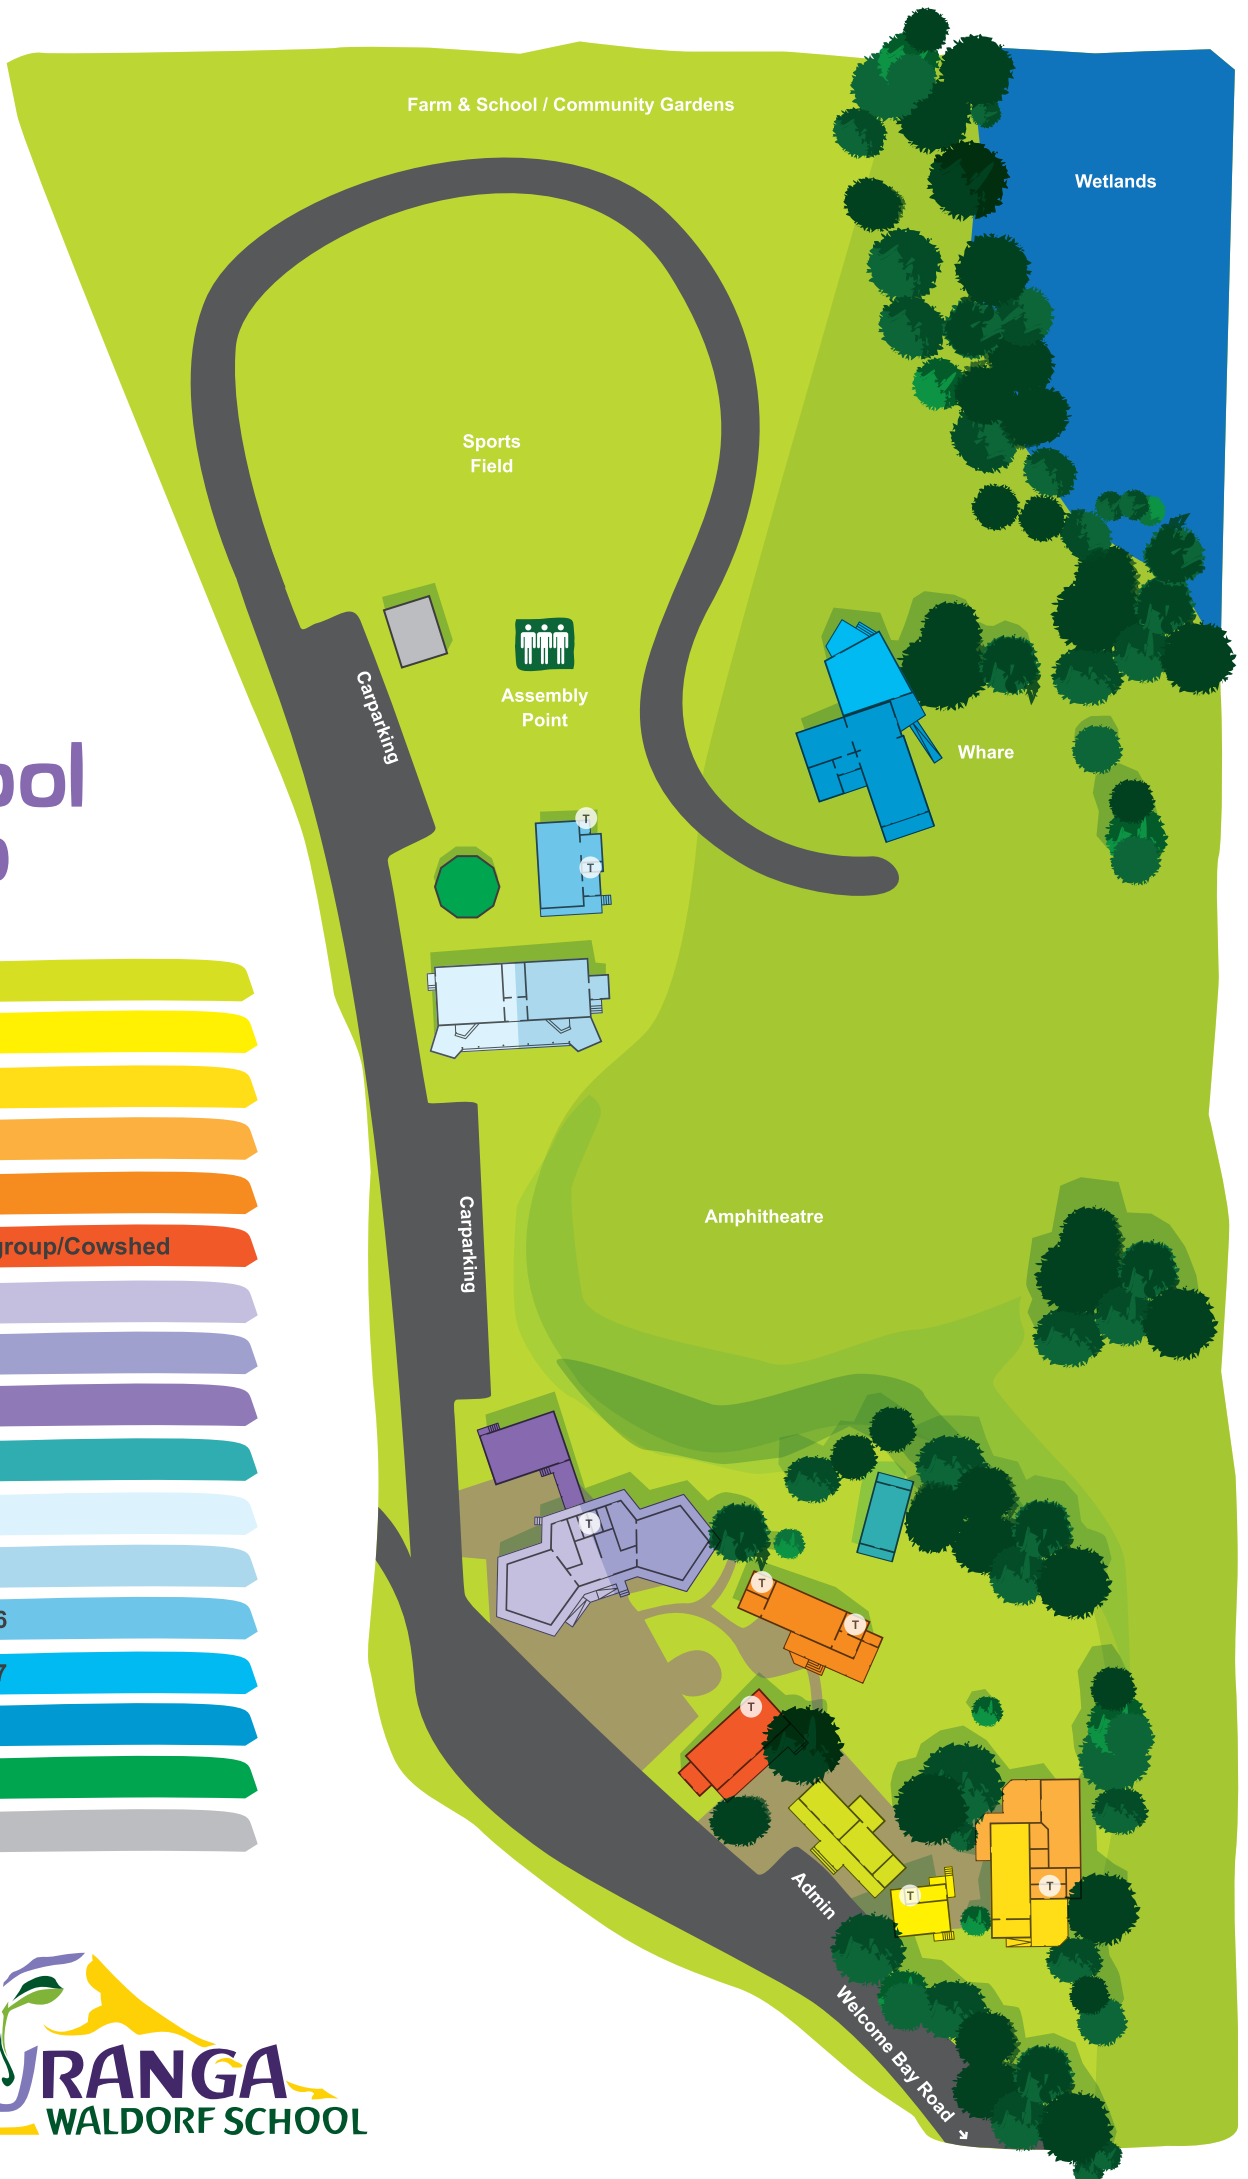 Farm & School / Community Gardens
Wetlands
Sports
Field
Assembly
Point
Carparking
Whare
T
T
ool
p
Carparking
Amphitheatre
group/Cowshed
6
7
T
T
T
T
T
T
Admin
Welcome Bay Road
URANGA
WALDORF SCHOOL